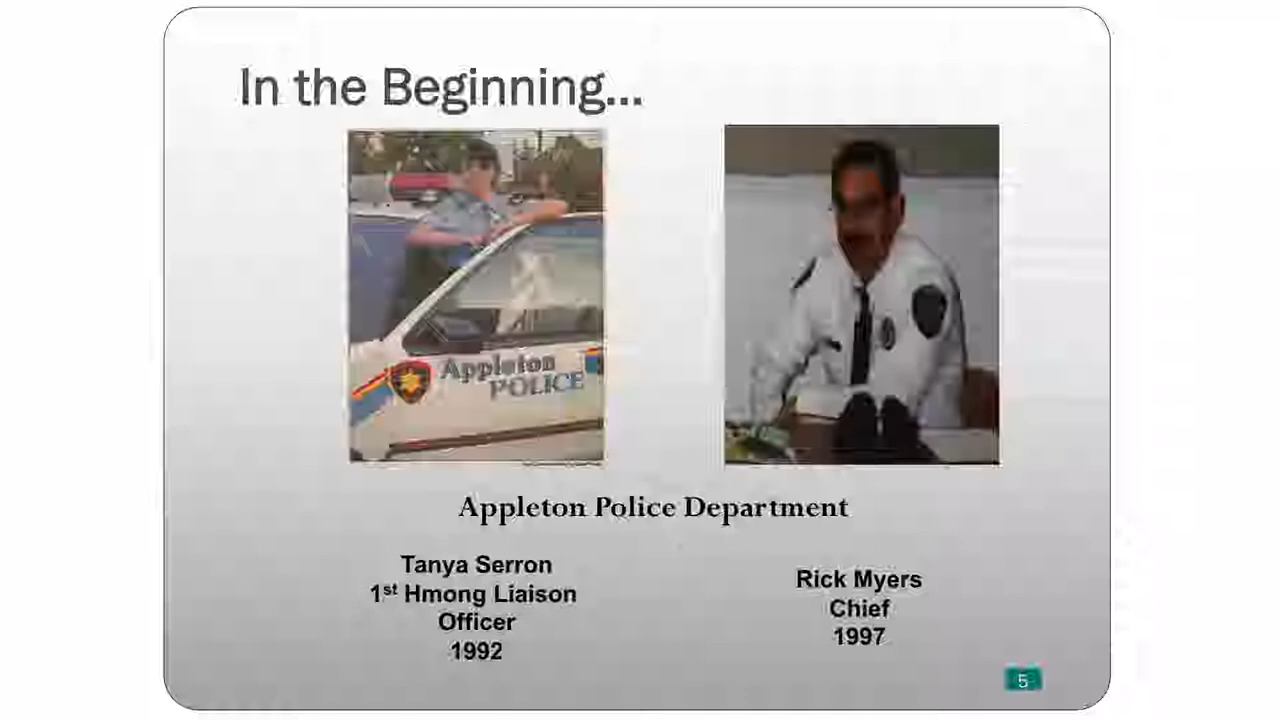 In the Beginning...
Appleton
POLICE
Appleton Police Department
Tanya Serron
1st Hmong Liaison
Officer
1992
Rick Myers
Chief
1997
5